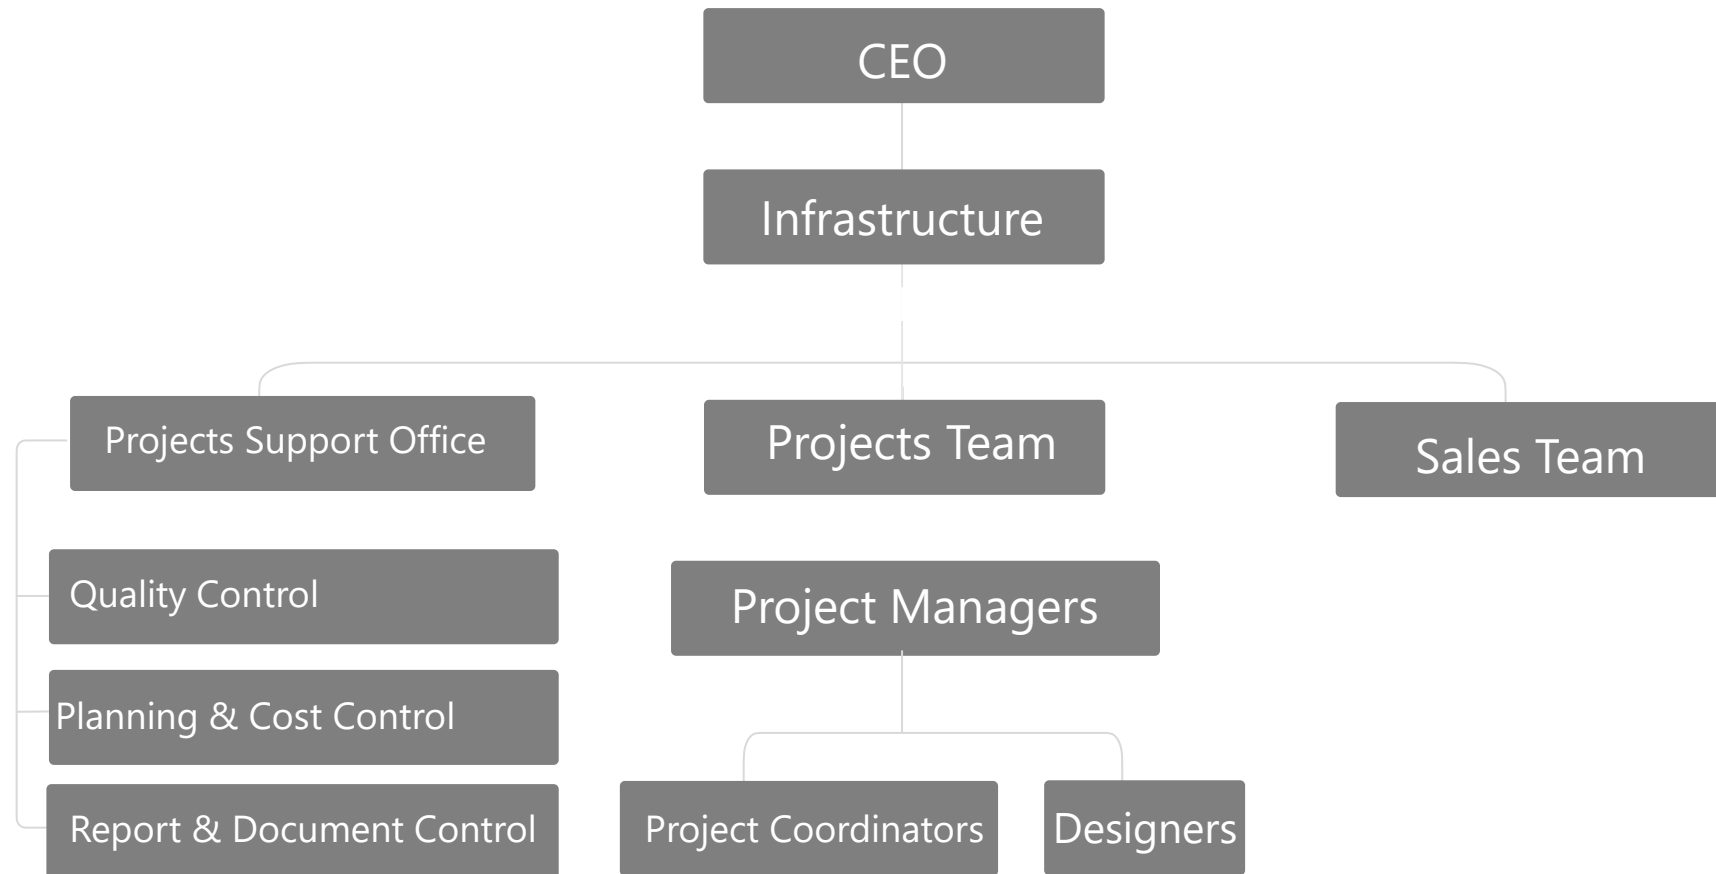 CEO
Infrastructure
Projects Support Office
Projects Team
Sales Team
Quality Control
Project Managers
Planning & Cost Control
Report & Document Control
Project Coordinators
Designers